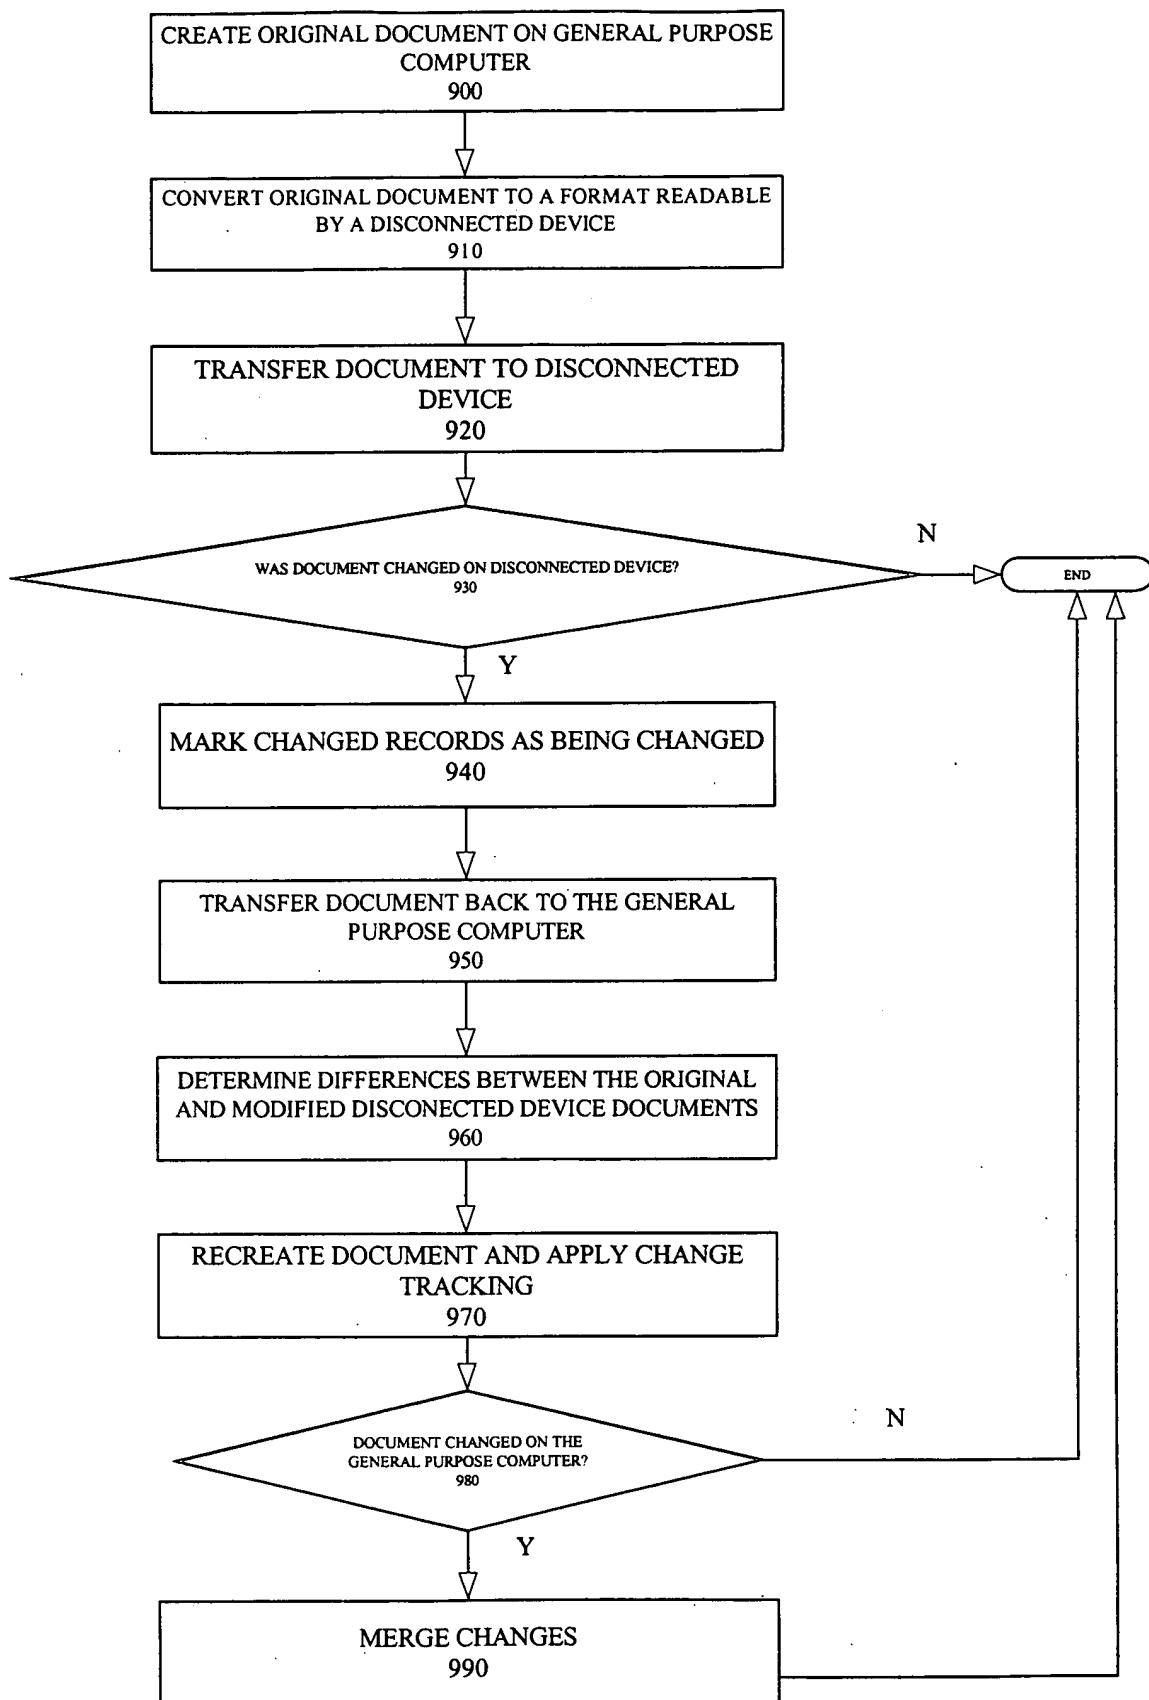 CREATE ORIGINAL DOCUMENT ON GENERAL PURPOSE
COMPUTER
900
CONVERT ORIGINAL DOCUMENT TO A FORMAT READABLE
BY A DISCONNECTED DEVICE
910
TRANSFER DOCUMENT TO DISCONNECTED
DEVICE
920
WAS DOCUMENT CHANGED ON DISCONNECTED DEVICE?
930
N
END
Y
MARK CHANGED RECORDS AS BEING CHANGED
940
TRANSFER DOCUMENT BACK TO THE GENERAL
PURPOSE COMPUTER
950
DETERMINE DIFFERENCES BETWEEN THE ORIGINAL
AND MODIFIED DISCONECTED DEVICE DOCUMENTS
960
RECREATE DOCUMENT AND APPLY CHANGE
TRACKING
970
DOCUMENT CHANGED ON THE
GENERAL PURPOSE COMPUTER?
980
N
Y
MERGE CHANGES
990